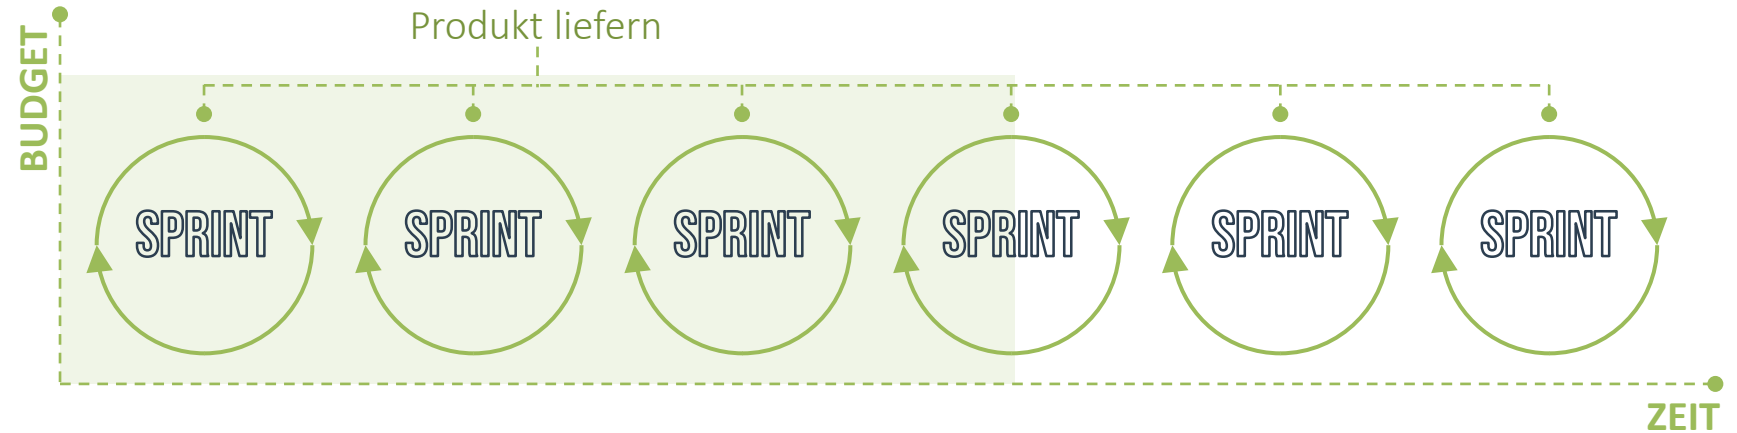 Produkt liefern
BUDGET
SPRINT
SPRINT
SPRINT
SPRINT
SPRINT
SPRINT
ZEIT